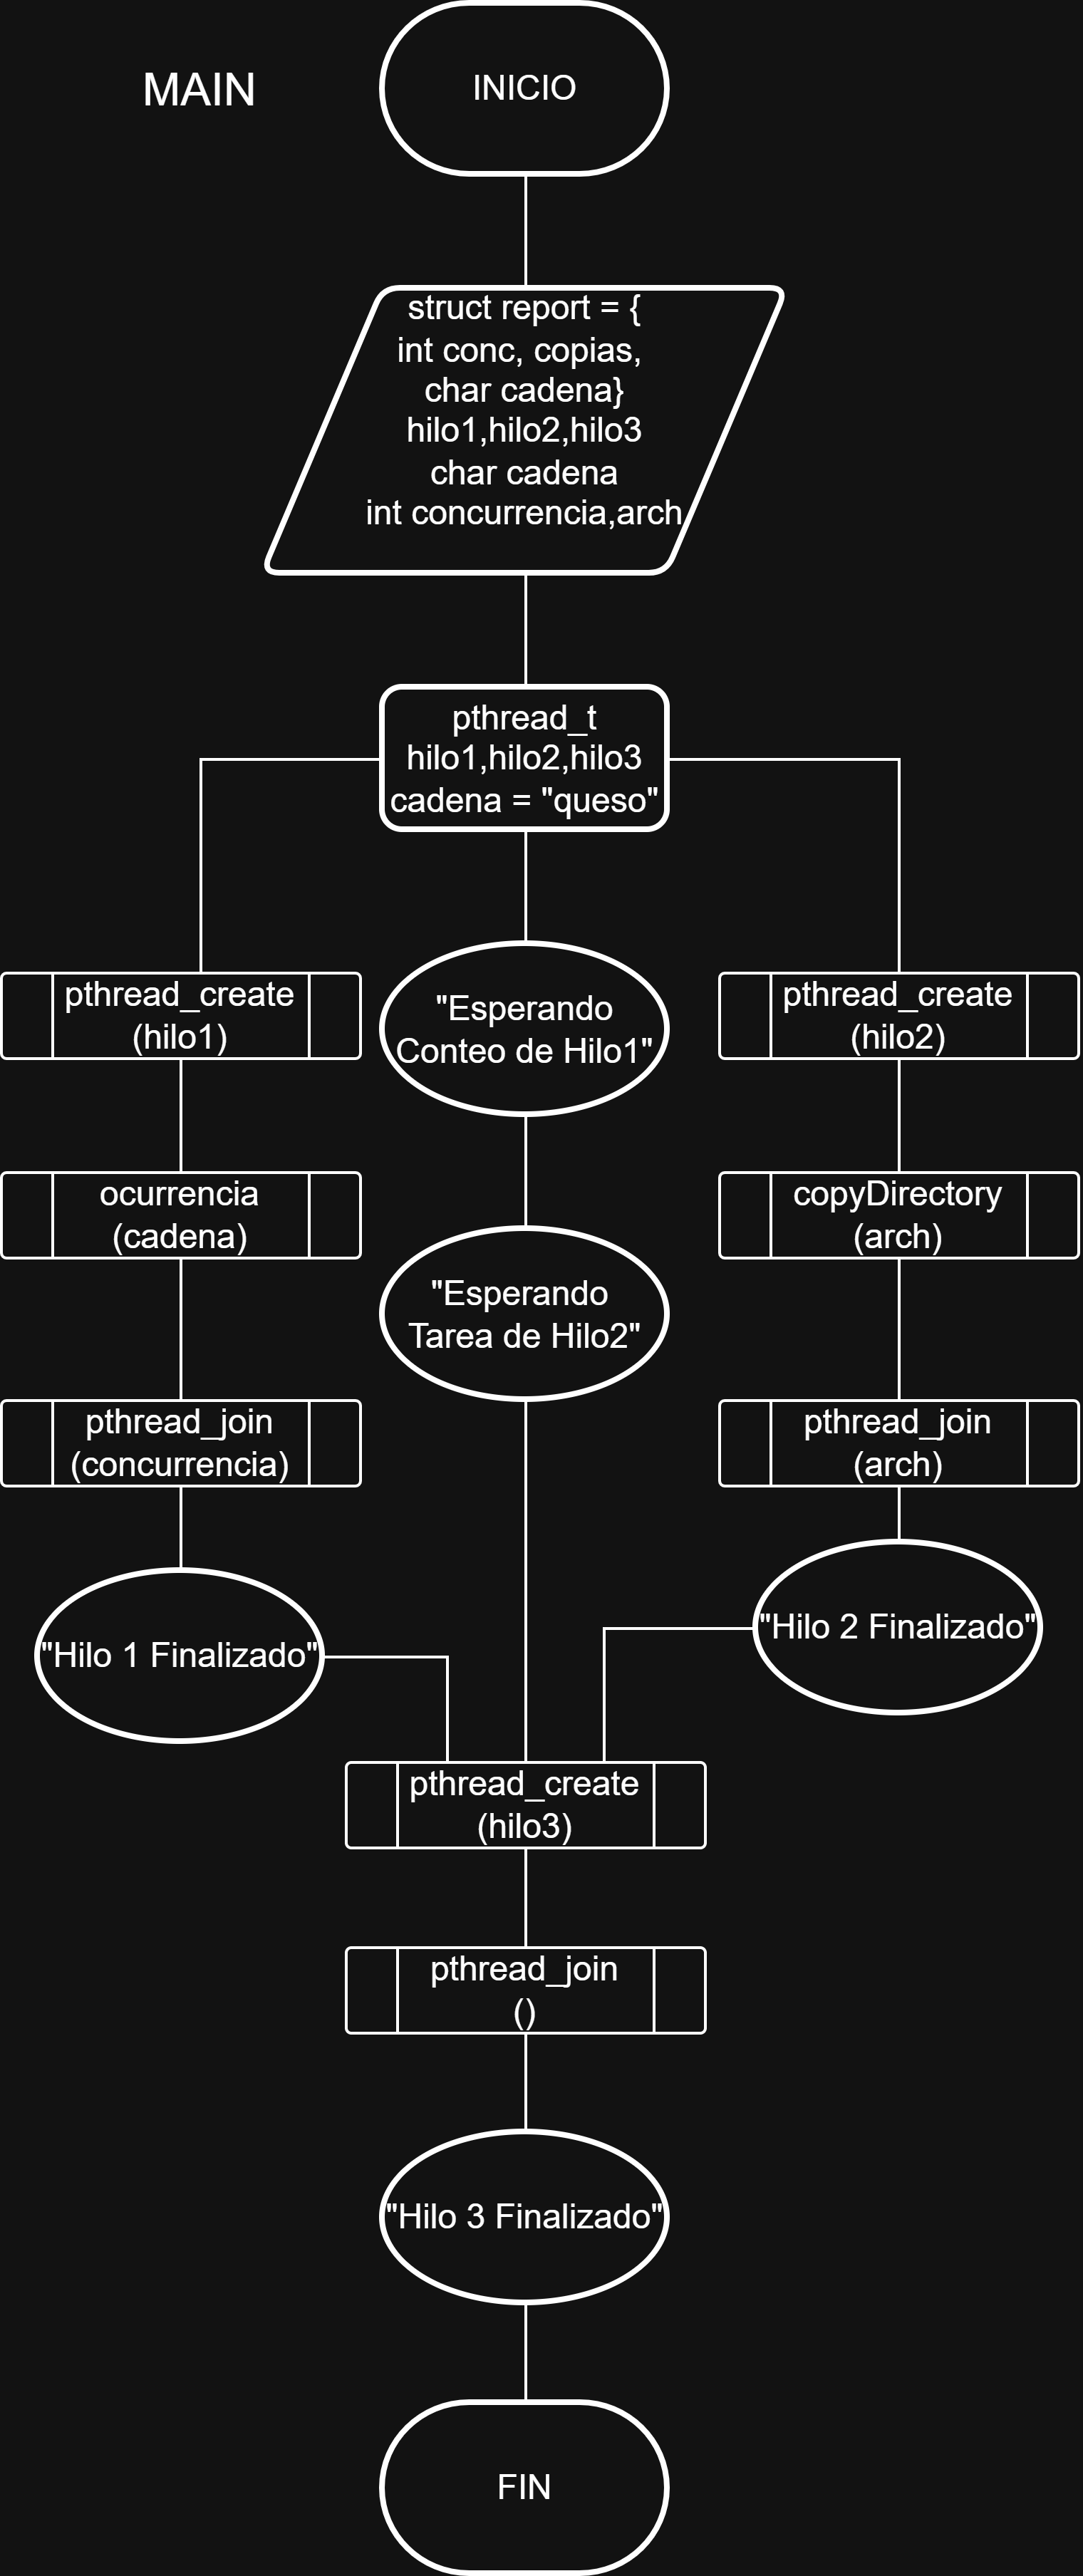 MAIN
INICIO
struct report = {
int conc, copias,
char cadena}
hilo1,hilo2,hilo3
char cadena
int concurrencia,arch
pthread_t
hilo1,hilo2,hilo3
cadena = "queso"
pthread_create
(hilo1)
"Esperando
Conteo de Hilo1"
pthread_create
(hilo2)
ocurrencia
(cadena)
"Esperando
Tarea de Hilo2"
copyDirectory
(arch)
pthread_join
(concurrencia)
pthread_join
(arch)
"Hilo 1 Finalizado"
"Hilo 2 Finalizado"
pthread_create
(hilo3)
pthread_join
()
"Hilo 3 Finalizado"
FIN